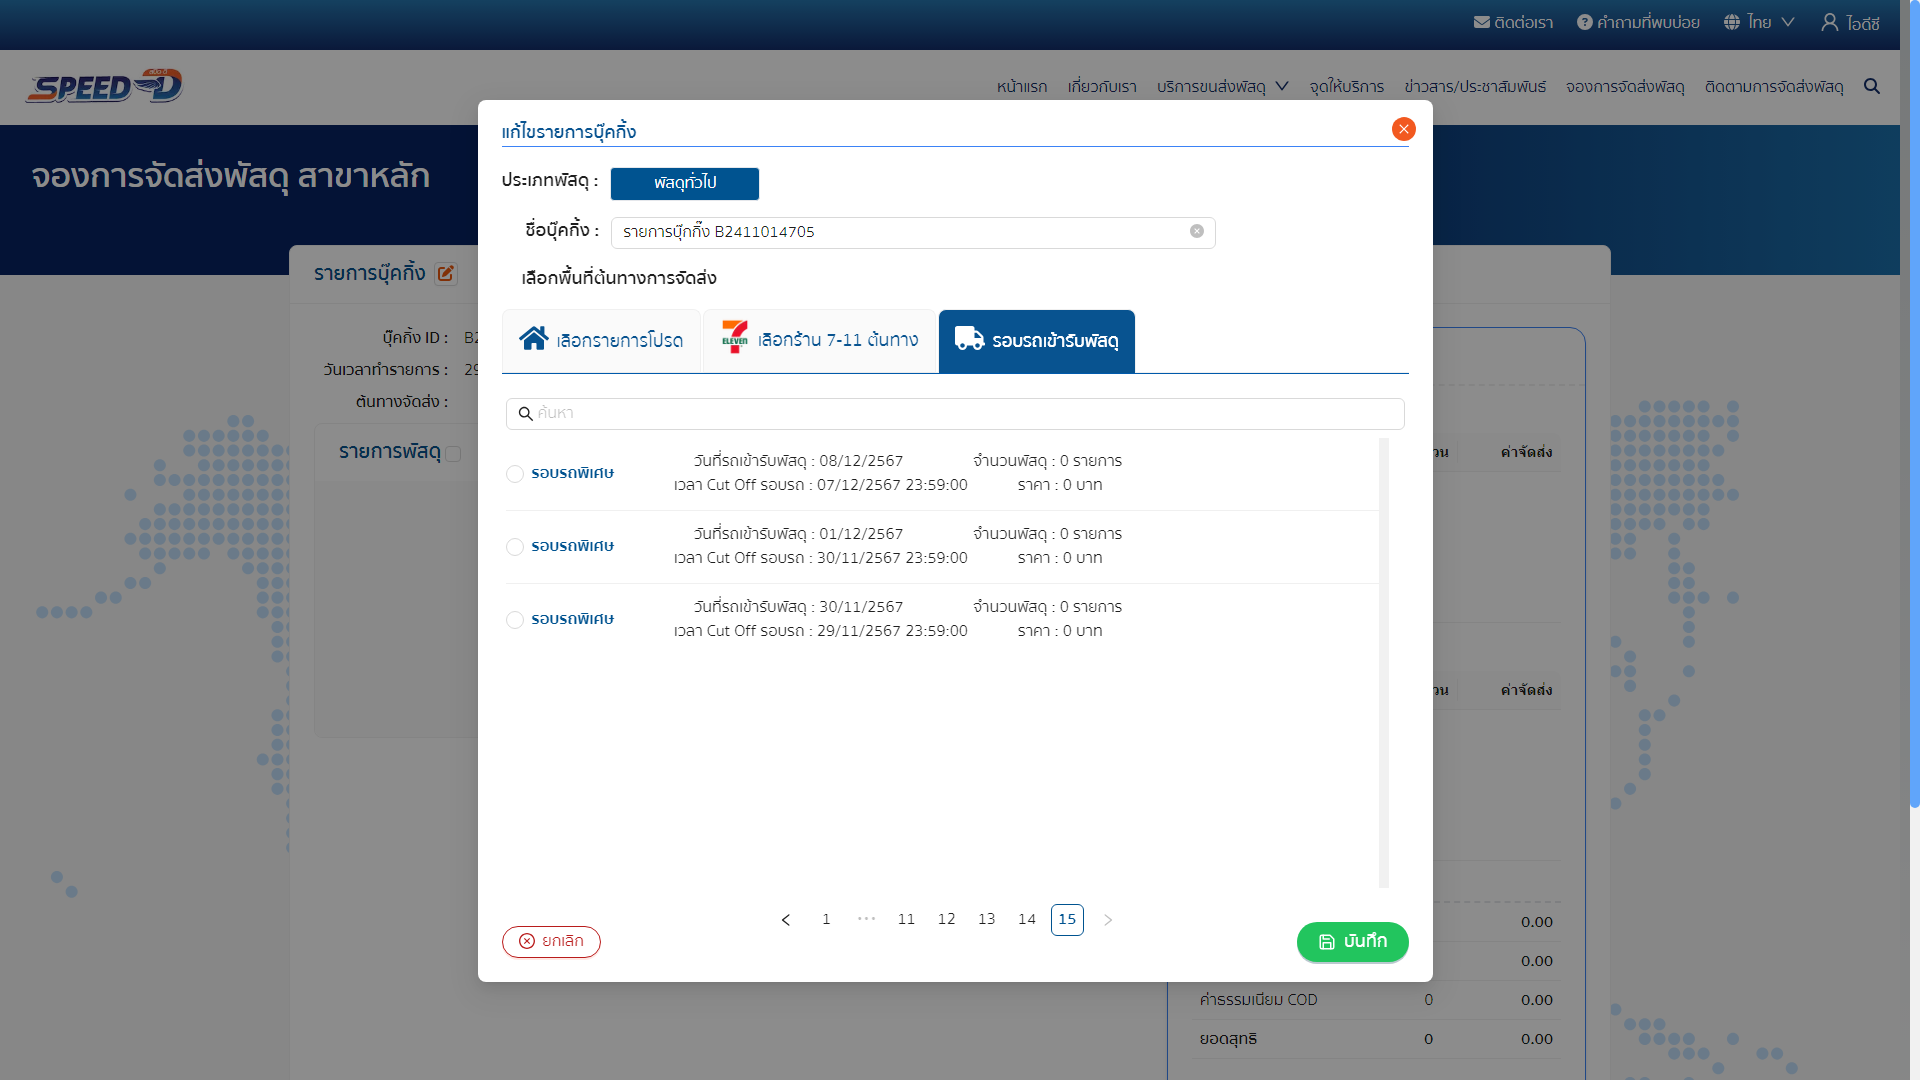 ติดต่อเรา คำถามที่พบบ่อย ไทย ไอดีซี
SPEED D
หน้าแรก เกี่ยวกับเรา บริการขนส่งพัสดุ จุดให้บริการ ข่าวสาร/ประชาสัมพันธ์ จองการจัดส่งพัสดุ ติดตามการจัดส่งพัสดุ
จองการจัดส่งพัสดุ สาขาหลัก
แก้ไขรายการบุ๊คกิ้ง
ประเภทพัสดุ : พัสดุทั่วไป
ชื่อบุ๊คกิ้ง : รายการบุ๊กกิ้ง B2411014705
เลือกพื้นที่ต้นทางการจัดส่ง
เลือกรายการโปรด ELEVEN เลือกร้าน 7-11 ต้นทาง รอบรถเข้ารับพัสดุ
ค้นหา
รอบรถพิเศษ
วันที่รถเข้ารับพัสดุ : 08/12/2567 จำนวนพัสดุ : 0 รายการ
เวลา Cut Off รอบรถ : 07/12/2567 23:59:00 ราคา : 0 บาท
รอบรถพิเศษ
วันที่รถเข้ารับพัสดุ : 01/12/2567 จำนวนพัสดุ : 0 รายการ
เวลา Cut Off รอบรถ : 30/11/2567 23:59:00 ราคา : 0 บาท
รอบรถพิเศษ
วันที่รถเข้ารับพัสดุ : 30/11/2567 จำนวนพัสดุ : 0 รายการ
เวลา Cut Off รอบรถ : 29/11/2567 23:59:00 ราคา : 0 บาท
1 ••• 11 12 13 14 15
ยกเลิก บันทึก
รายการบุ๊คกิ้ง
บุ๊คกิ้ง ID : B2
วันเวลาทำรายการ : 29
ต้นทางจัดส่ง :
รายการพัสดุ
วน ค่าจัดส่ง
วน ค่าจัดส่ง
0.00
0.00
ค่าธรรมเนียม COD 0 0.00
ยอดสุทธิ 0 0.00